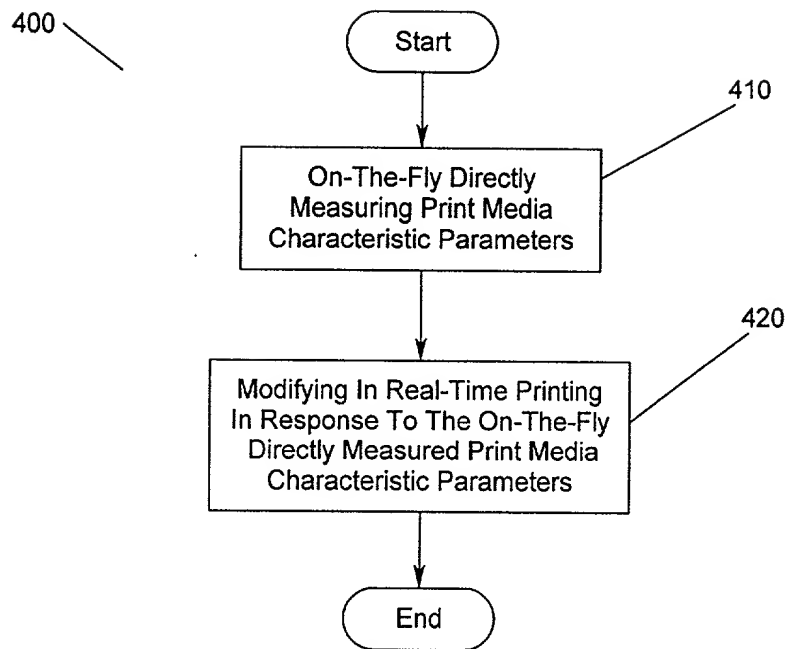 400
Start
410
On-The-Fly Directly
Measuring Print Media
Characteristic Parameters
420
Modifying In Real-Time Printing
In Response To The On-The-Fly
Directly Measured Print Media
Characteristic Parameters
End